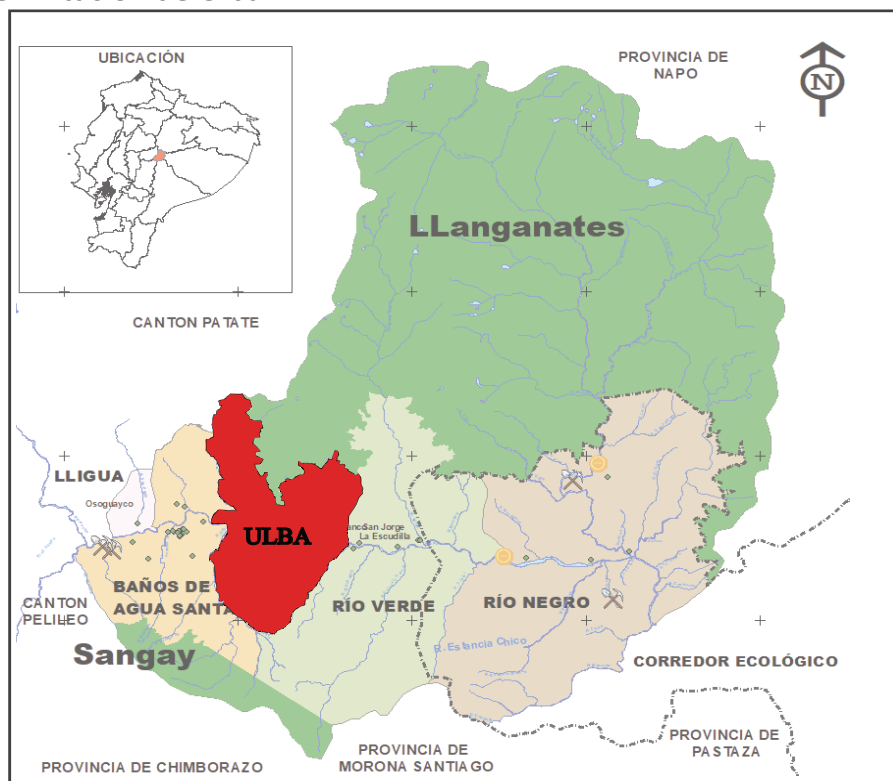 UBICACIÓN
PROVINCIA DE
NAPO
N
LLanganates
CANTON PATATE
LLIGUA
Osoguayco
ULBA
San Jorge
La Escudilla
BAÑOS DE
AGUA SANTA
CANTON
PELILEO
RÍO VERDE
RÍO NEGRO
Sangay
R. Estancia Chico
CORREDOR ECOLÓGICO
PROVINCIA DE
PASTAZA
PROVINCIA DE
MORONA SANTIAGO
PROVINCIA DE CHIMBORAZO